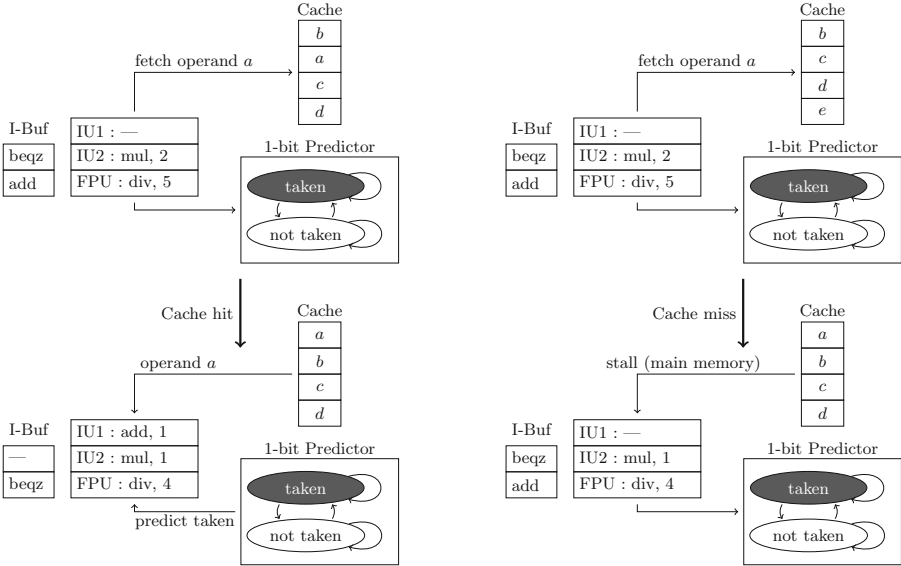 Cache
b
a
c
d
fetch operand a
I-Buf
beqz
add
IU1 : —
IU2 : mul, 2
FPU : div, 5
1-bit Predictor
taken
not taken
Cache
b
c
d
e
fetch operand a
I-Buf
beqz
add
IU1 : —
IU2 : mul, 2
FPU : div, 5
1-bit Predictor
taken
not taken
Cache hit
Cache miss
Cache
a
b
c
d
operand a
I-Buf
—
beqz
IU1 : add, 1
IU2 : mul, 1
FPU : div, 4
predict taken
1-bit Predictor
taken
not taken
Cache
a
b
c
d
stall (main memory)
I-Buf
beqz
add
IU1 : —
IU2 : mul, 1
FPU : div, 4
1-bit Predictor
taken
not taken